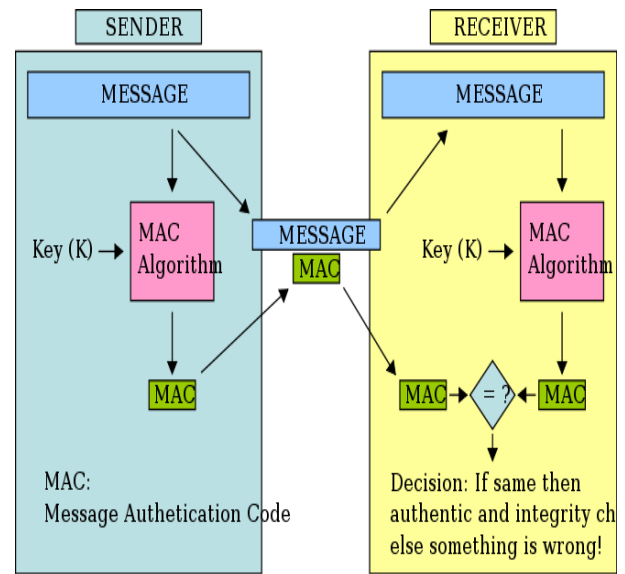 SENDER
RECEIVER
MESSAGE
MESSAGE
Key (K)
MAC
Algorithm
MESSAGE
MAC
Key (K)
MAC
Algorithm
MAC
MAC
= ?
MAC
MAC:
Message Authetication Code
Decision: If same then
authentic and integrity ch
else something is wrong!